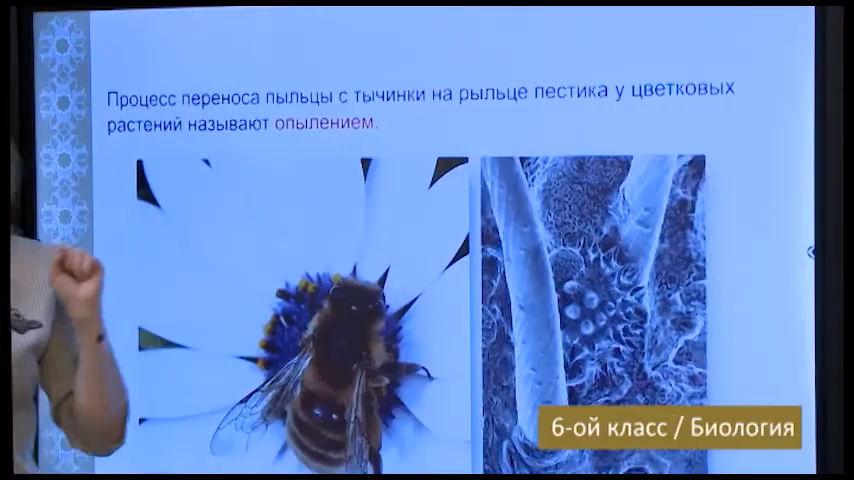 Процесс переноса пыльцы с тычинки на рыльце пестика у цветковых
растений называют опылением.
6-ой класс / Биология